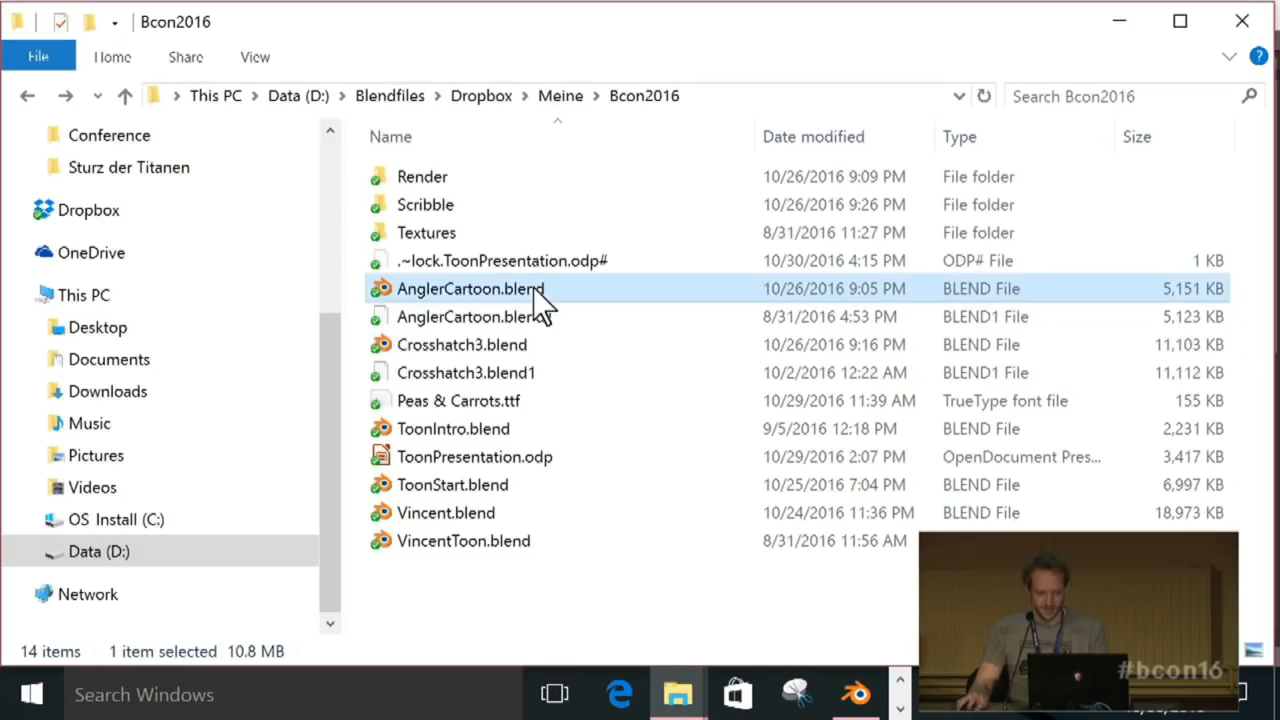 Bcon2016
File Home Share View
This PC Data (D:) Blendfiles Dropbox Meine Bcon2016 Search Bcon2016
Conference
Sturz der Titanen
Dropbox
OneDrive
This PC
Desktop
Documents
Downloads
Music
Pictures
Videos
OS Install (C:)
Data (D:)
Network
Name Date modified Type Size
Render 10/26/2016 9:09 PM File folder
Scribble 10/26/2016 9:26 PM File folder
Textures 8/31/2016 11:27 PM File folder
.~lock.ToonPresentation.odp# 10/30/2016 4:15 PM ODP# File 1 KB
AnglerCartoon.blend 10/26/2016 9:05 PM BLEND File 5,151 KB
8/31/2016 4:53 PM BLEND1 File 5,123 KB
Crosshatch3.blend 10/26/2016 9:16 PM BLEND File 11,103 KB
Crosshatch3.blend1 10/2/2016 12:22 AM BLEND1 File 11,112 KB
Peas & Carrots.ttf 10/29/2016 11:39 AM TrueType font file 155 KB
ToonIntro.blend 9/5/2016 12:18 PM BLEND File 2,231 KB
ToonPresentation.odp 10/29/2016 2:07 PM OpenDocument Pres... 3,417 KB
ToonStart.blend 10/25/2016 7:04 PM BLEND File 6,997 KB
Vincent.blend 10/24/2016 11:36 PM BLEND File 18,973 KB
VincentToon.blend 8/31/2016 11:56 AM
14 items 1 item selected 10.8 MB
#bcon16
Search Windows